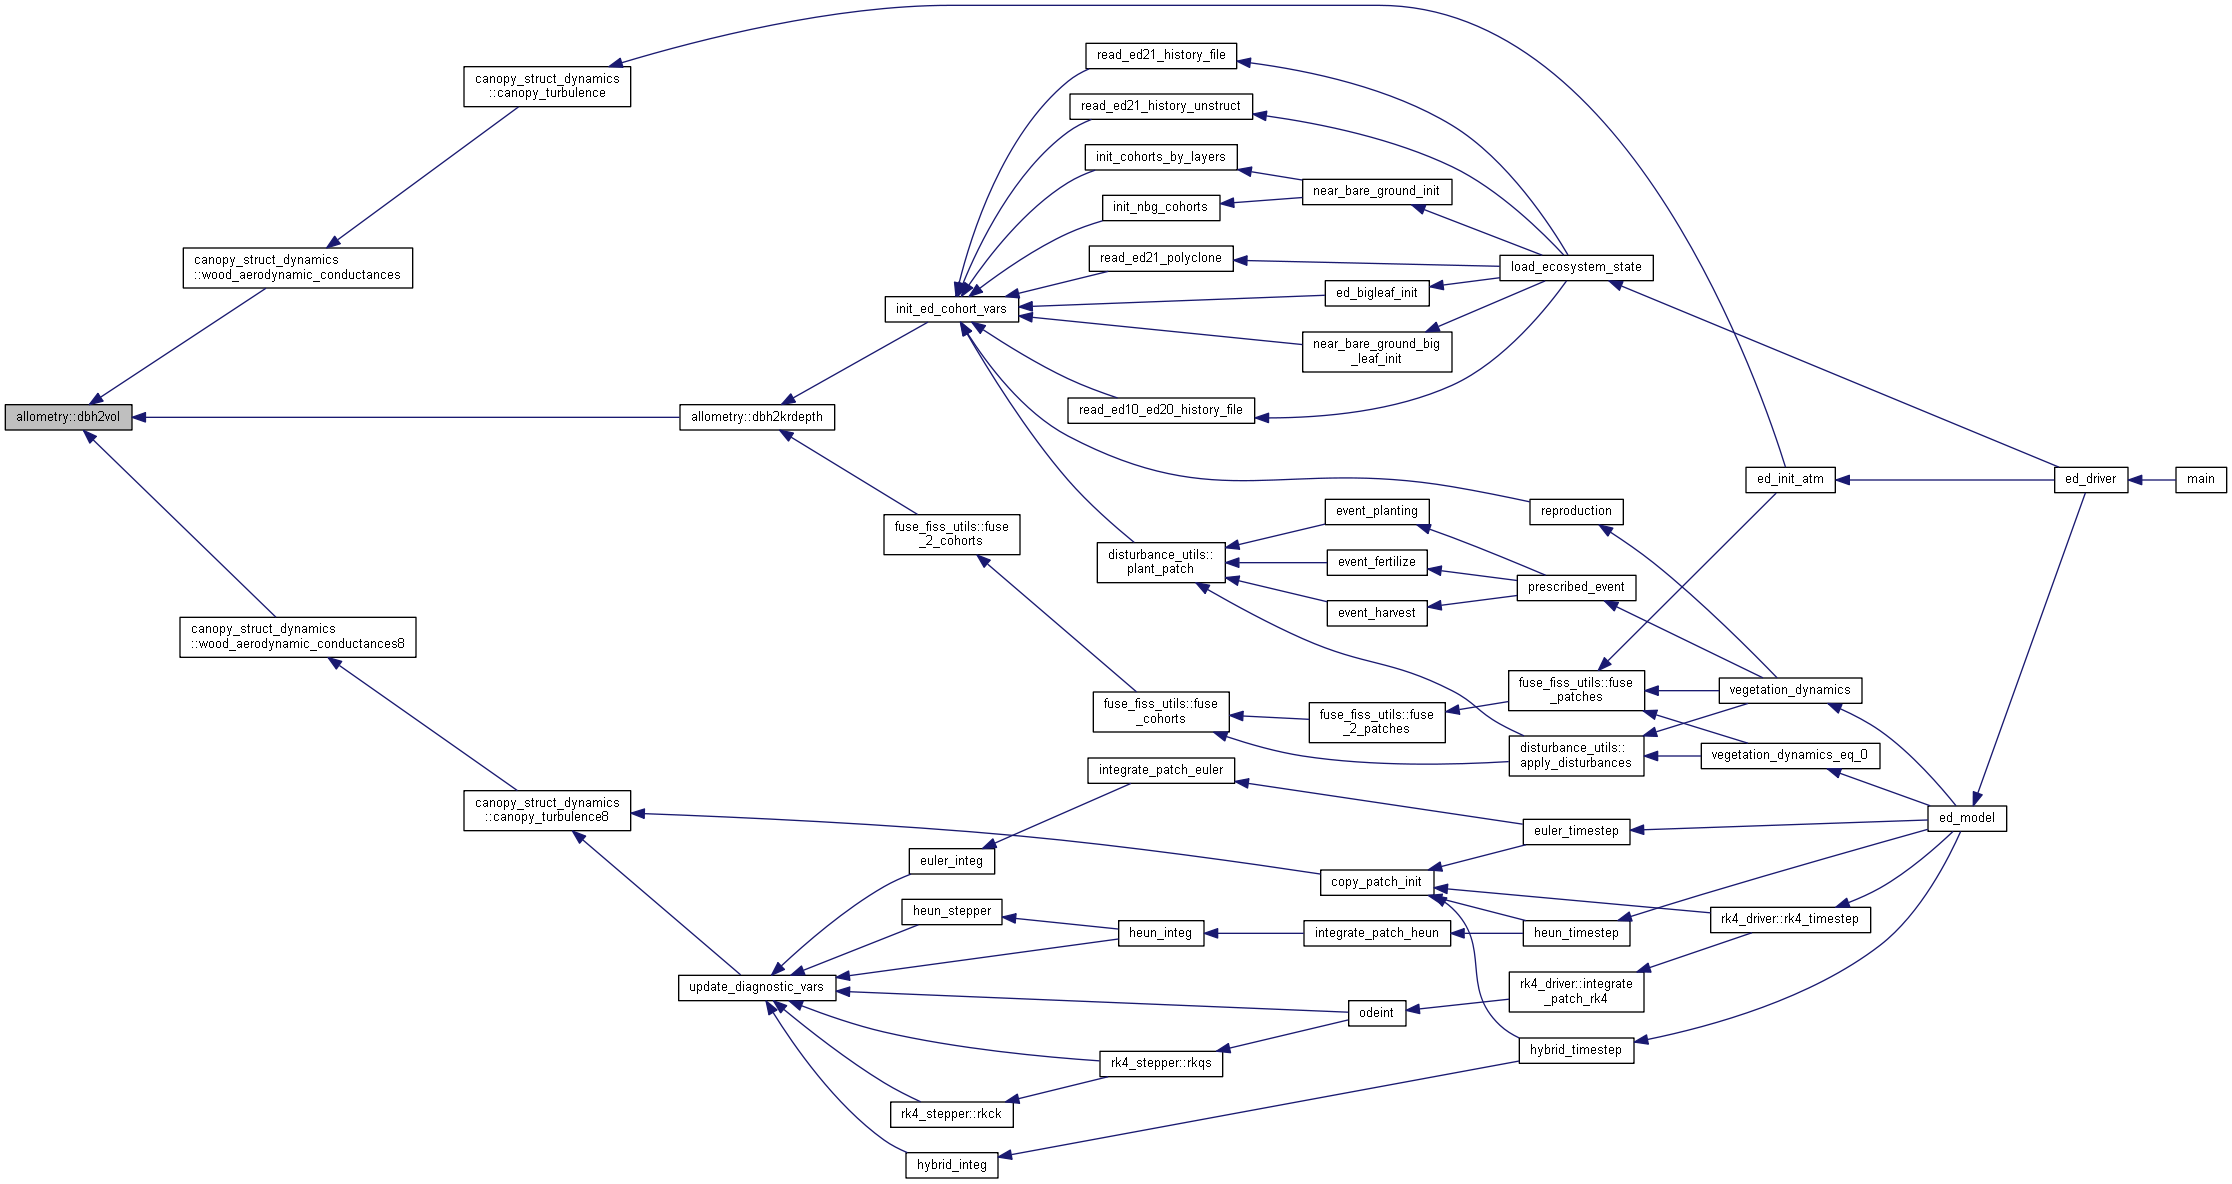 read_ed21_history_file
canopy_struct_dynamics
::canopy_turbulence
read_ed21_history_unstruct
init_cohorts_by_layers
near_bare_ground_init
init_nbg_cohorts
canopy_struct_dynamics
::wood_aerodynamic_conductances
read_ed21_polyclone
load_ecosystem_state
ed_bigleaf_init
init_ed_cohort_vars
near_bare_ground_big
_leaf_init
allometry::dbh2vol
allometry::dbh2krdepth
read_ed10_ed20_history_file
ed_init_atm
ed_driver
main
event_planting
reproduction
fuse_fiss_utils::fuse
_2_cohorts
disturbance_utils::
plant_patch
event_fertilize
prescribed_event
event_harvest
canopy_struct_dynamics
::wood_aerodynamic_conductances8
fuse_fiss_utils::fuse
_patches
vegetation_dynamics
fuse_fiss_utils::fuse
_cohorts
fuse_fiss_utils::fuse
_2_patches
disturbance_utils::
apply_disturbances
vegetation_dynamics_eq_0
integrate_patch_euler
canopy_struct_dynamics
::canopy_turbulence8
ed_model
euler_timestep
euler_integ
copy_patch_init
heun_stepper
rk4_driver::rk4_timestep
heun_integ
integrate_patch_heun
heun_timestep
update_diagnostic_vars
rk4_driver::integrate
_patch_rk4
odeint
hybrid_timestep
rk4_stepper::rkqs
rk4_stepper::rkck
hybrid_integ